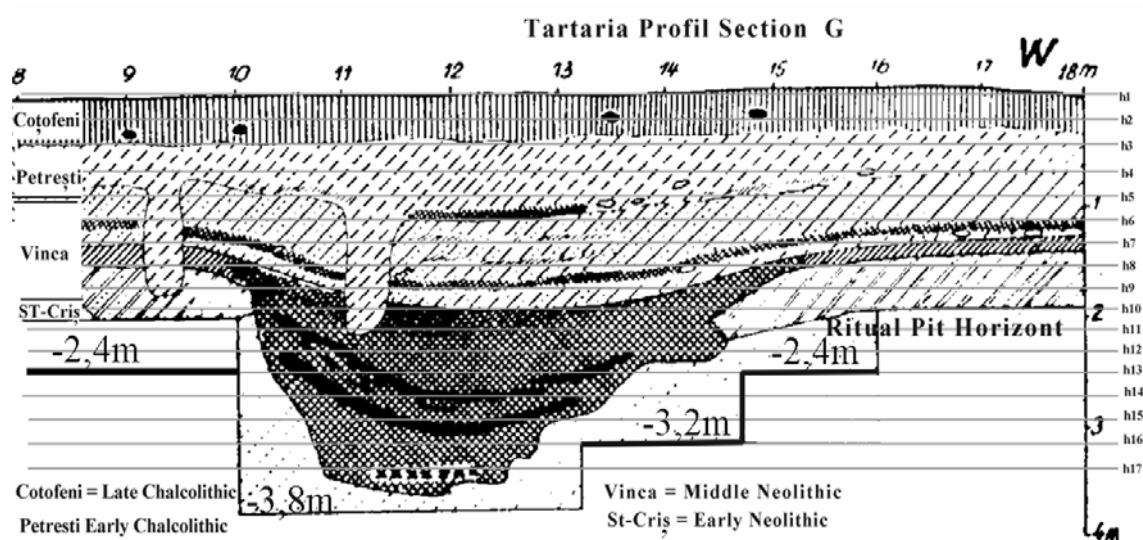 Tartaria Profil Section G
W
8 9 10 11 12 13 14 15 16 17 18m
h1
Coțofeni
h2
h3
Petrești
h4
h5
1
h6
Vinca
h7
h8
h9
ST-Criş
h10
2
Ritual Pit Horizont
h11
-2,4m
-2,4m
h12
h13
h14
h15
-3,2m
3
h16
h17
Cotofeni = Late Chalcolithic
-3,8m
Vinca = Middle Neolithic
Petresti Early Chalcolithic
St-Criş = Early Neolithic
4m